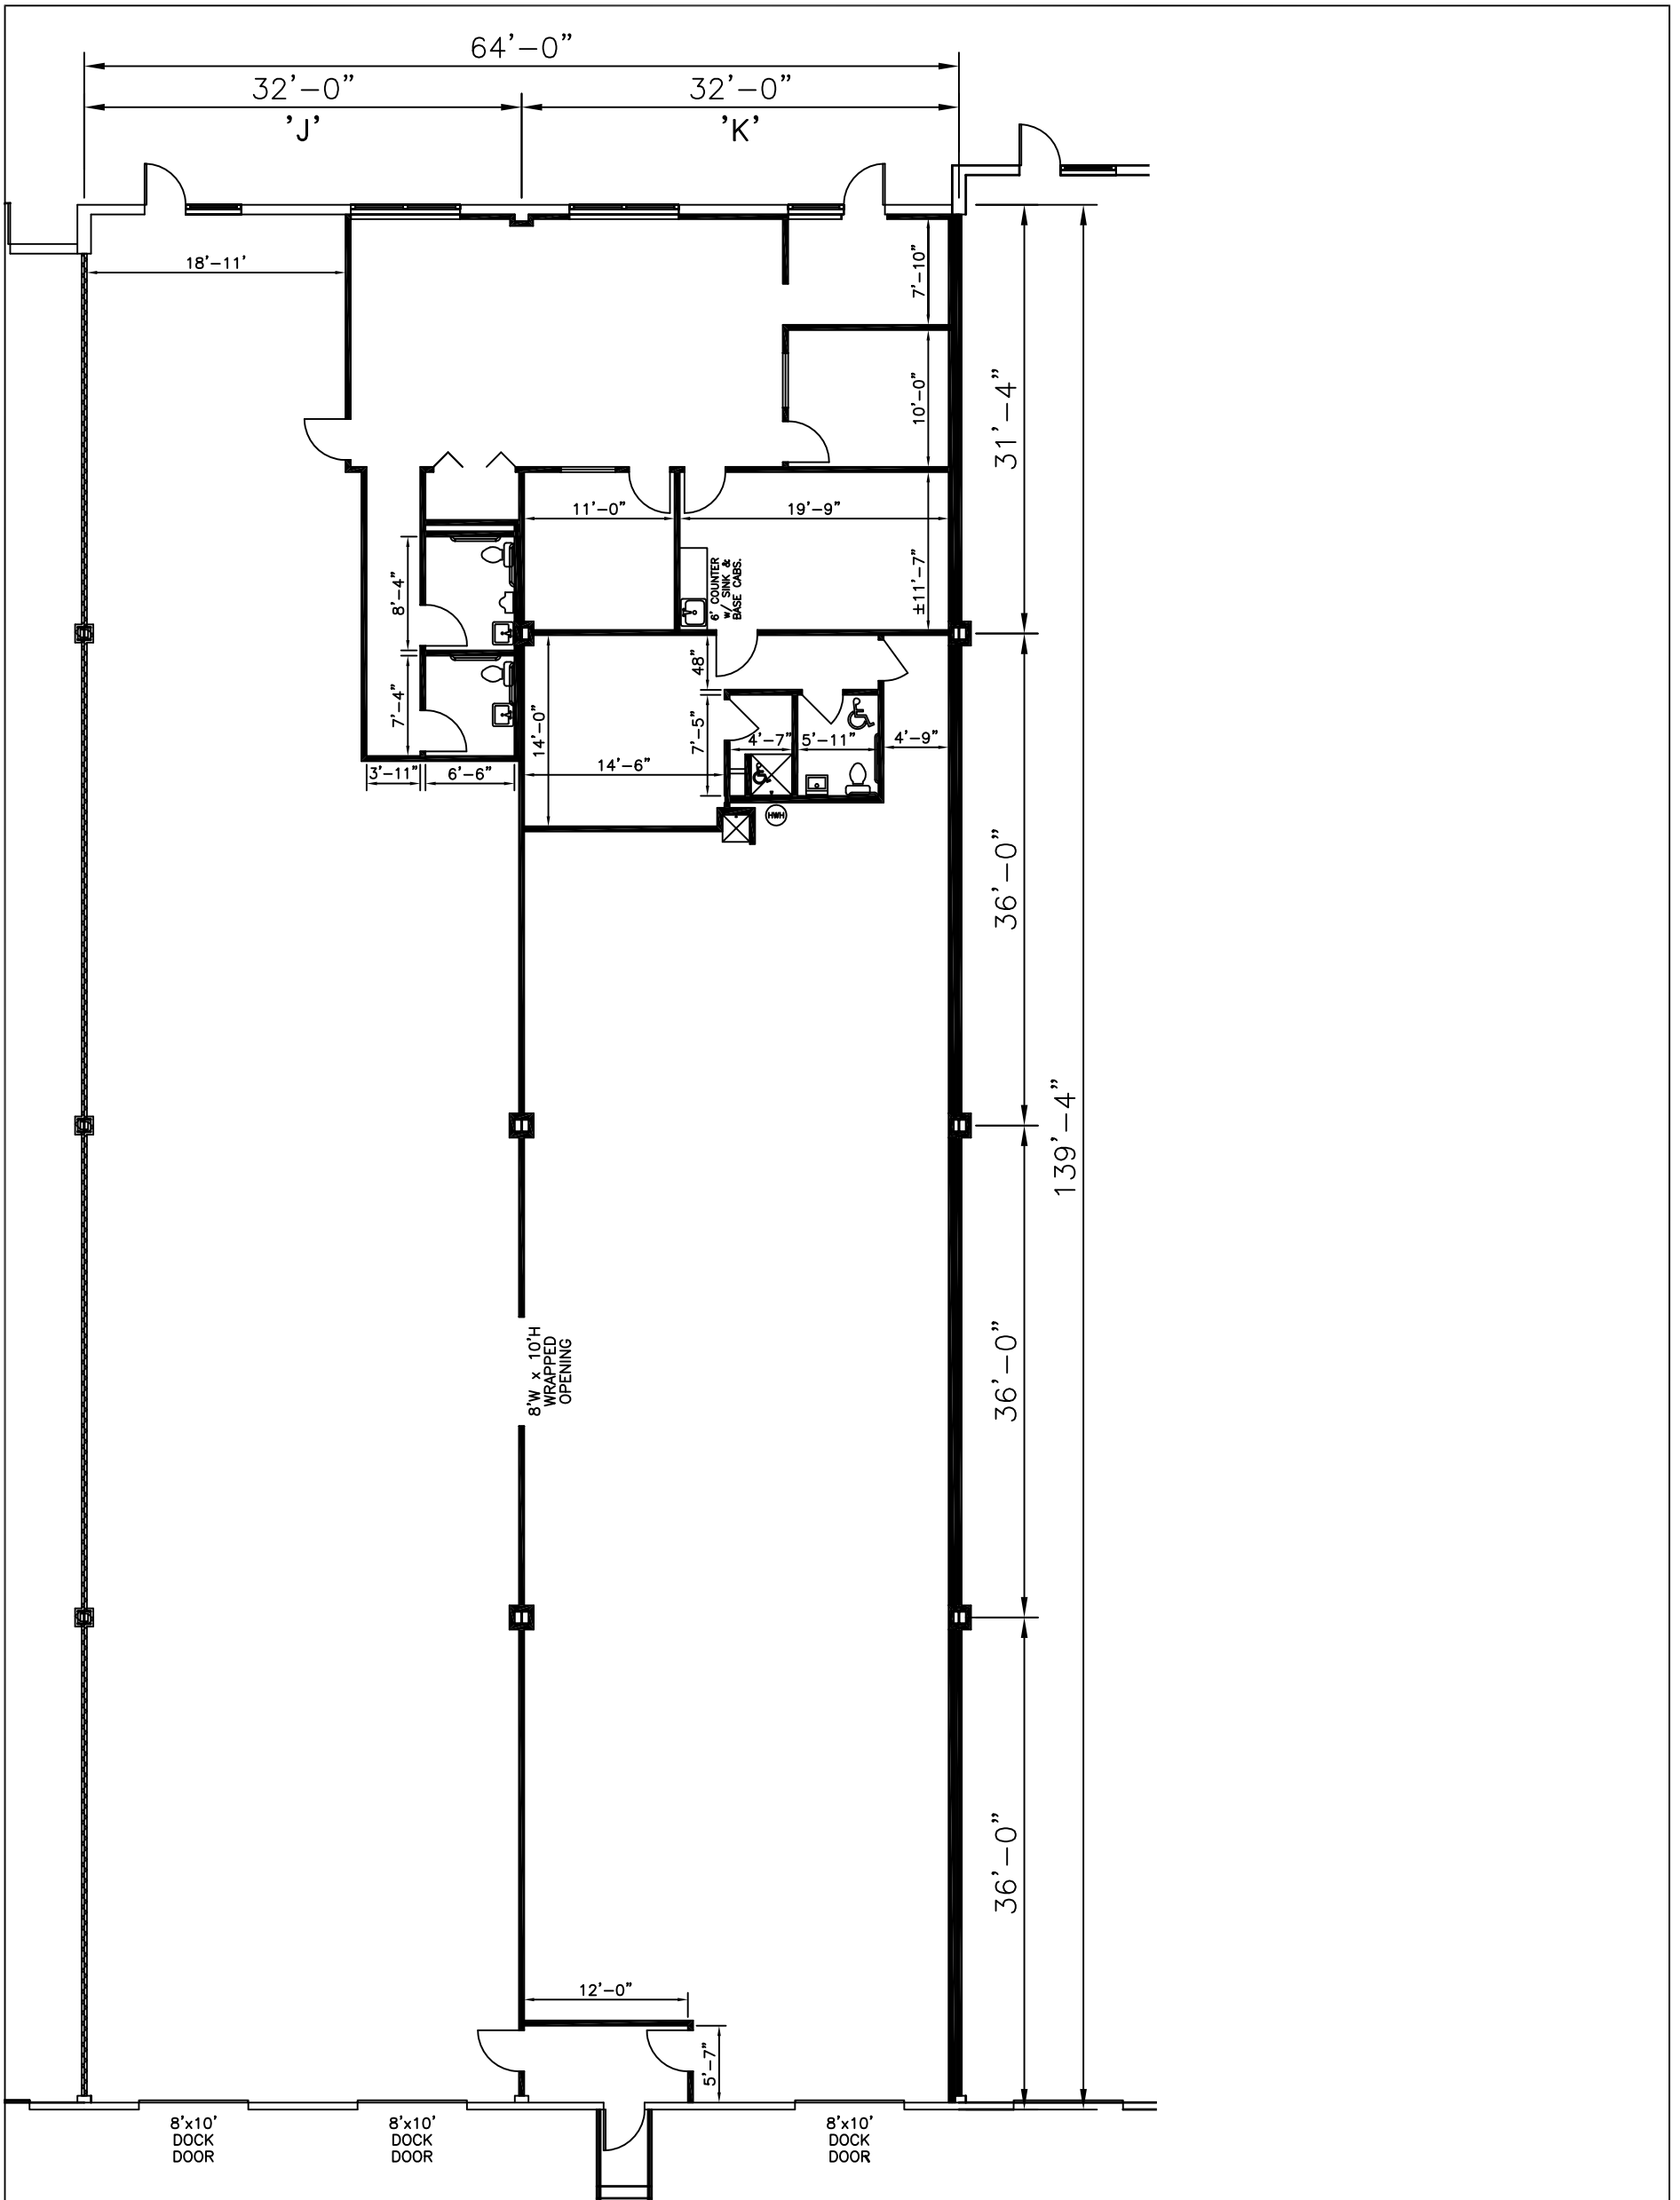 64'-0"
32'-0"
32'-0"
'J'
'K'
18'-11'
7'-10"
10'-0"
31'-4"
11'-0"
19'-9"
6' COUNTER
w/ SINK &
BASE CABS.
±11'-7"
8'-4"
7'-4"
48"
14'-0"
7'-5"
4'-7"
5'-11"
4'-9"
14'-6"
3'-11"
6'-6"
HWH
36'-0"
139'-4"
8'W x 10'H
WRAPPED
OPENING
36'-0"
36'-0"
12'-0"
5'-7"
8'x10'
DOCK
DOOR
8'x10'
DOCK
DOOR
8'x10'
DOCK
DOOR